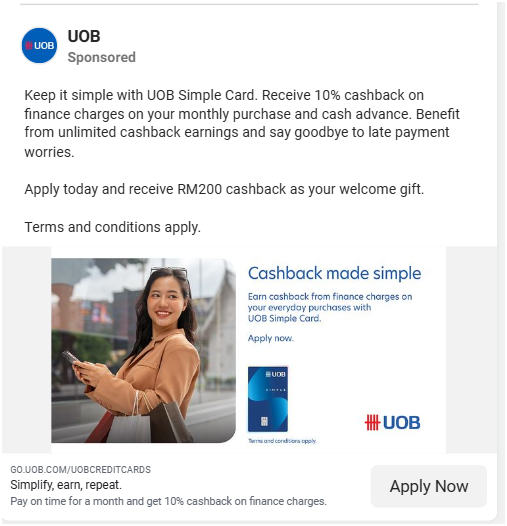 UOB
UOB
Sponsored
Keep it simple with UOB Simple Card. Receive 10% cashback on
finance charges on your monthly purchase and cash advance. Benefit
from unlimited cashback earnings and say goodbye to late payment
worries.
Apply today and receive RM200 cashback as your welcome gift.
Terms and conditions apply.
Cashback made simple
Earn cashback from finance charges on
your everyday purchases with
UOB Simple Card.
Apply now.
UOB
SIMPLE
UOB
Terms and conditions apply.
GO.UOB.COM/UOBCREDITCARDS
Simplify, earn, repeat.
Pay on time for a month and get 10% cashback on finance charges.
Apply Now